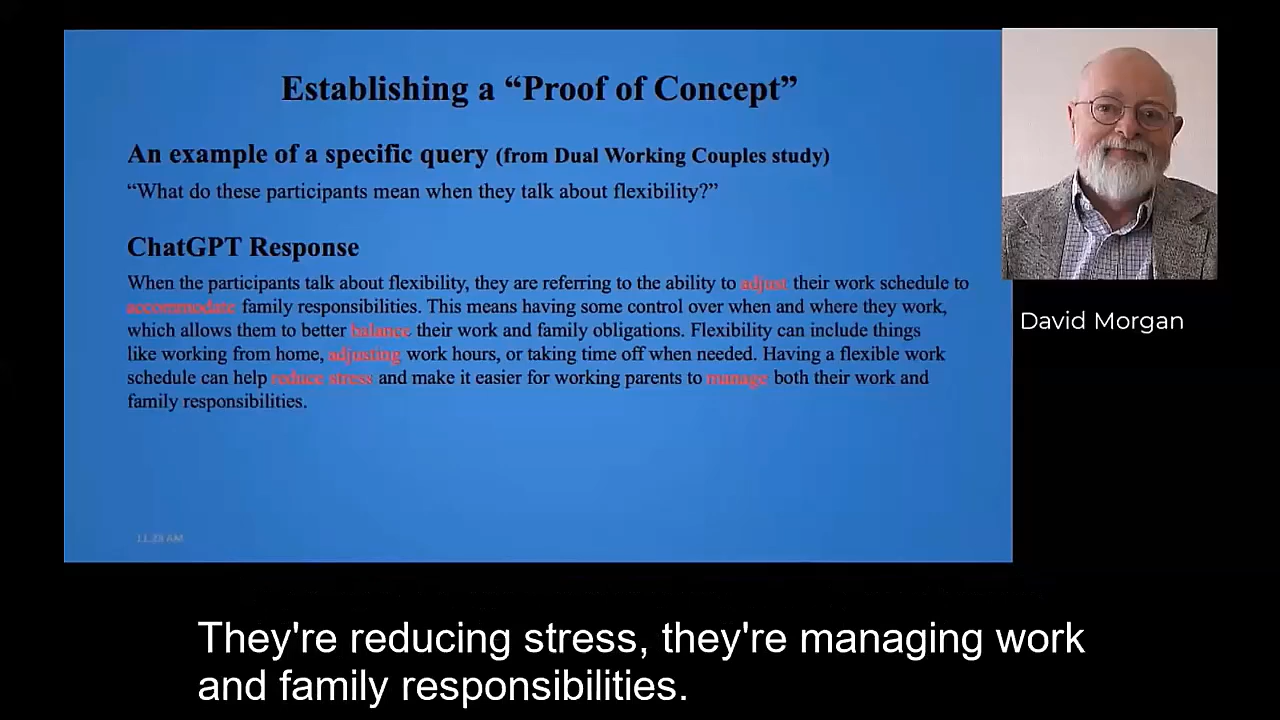 Establishing a “Proof of Concept”
An example of a specific query (from Dual Working Couples study)
“What do these participants mean when they talk about flexibility?”
ChatGPT Response
When the participants talk about flexibility, they are referring to the ability to adjust their work schedule to
accommodate family responsibilities. This means having some control over when and where they work,
which allows them to better balance their work and family obligations. Flexibility can include things
like working from home, adjusting work hours, or taking time off when needed. Having a flexible work
schedule can help reduce stress and make it easier for working parents to manage both their work and
family responsibilities.
David Morgan
They're reducing stress, they're managing work
and family responsibilities.